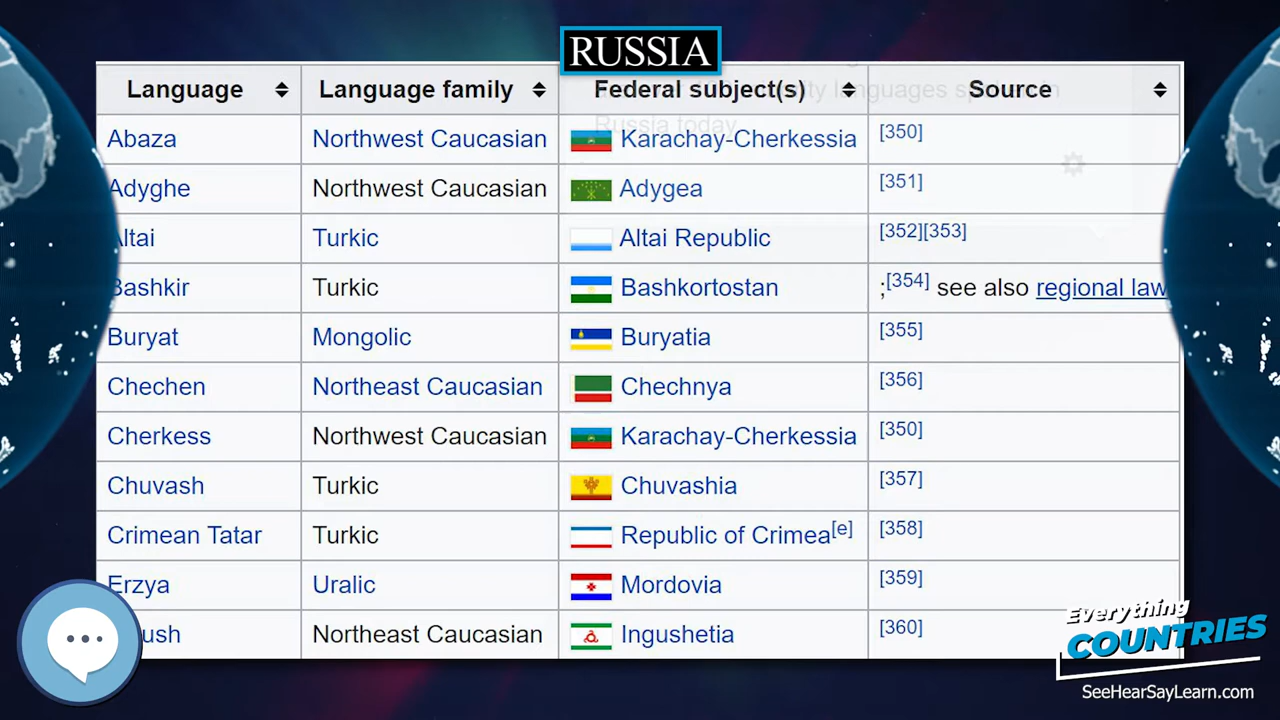 RUSSIA
Language Language family Federal subject(s) Source
Russia today
Abaza Northwest Caucasian Karachay-Cherkessia [350]
Adyghe Northwest Caucasian Adygea [351]
Altai Turkic Altai Republic [352][353]
Bashkir Turkic Bashkortostan ;[354] see also regional law
Buryat Mongolic Buryatia [355]
Chechen Northeast Caucasian Chechnya [356]
Cherkess Northwest Caucasian Karachay-Cherkessia [350]
Chuvash Turkic Chuvashia [357]
Crimean Tatar Turkic Republic of Crimea[e] [358]
Erzya Uralic Mordovia [359]
ush Northeast Caucasian Ingushetia [360]
Everything
COUNTRIES
SeeHearSayLearn.com